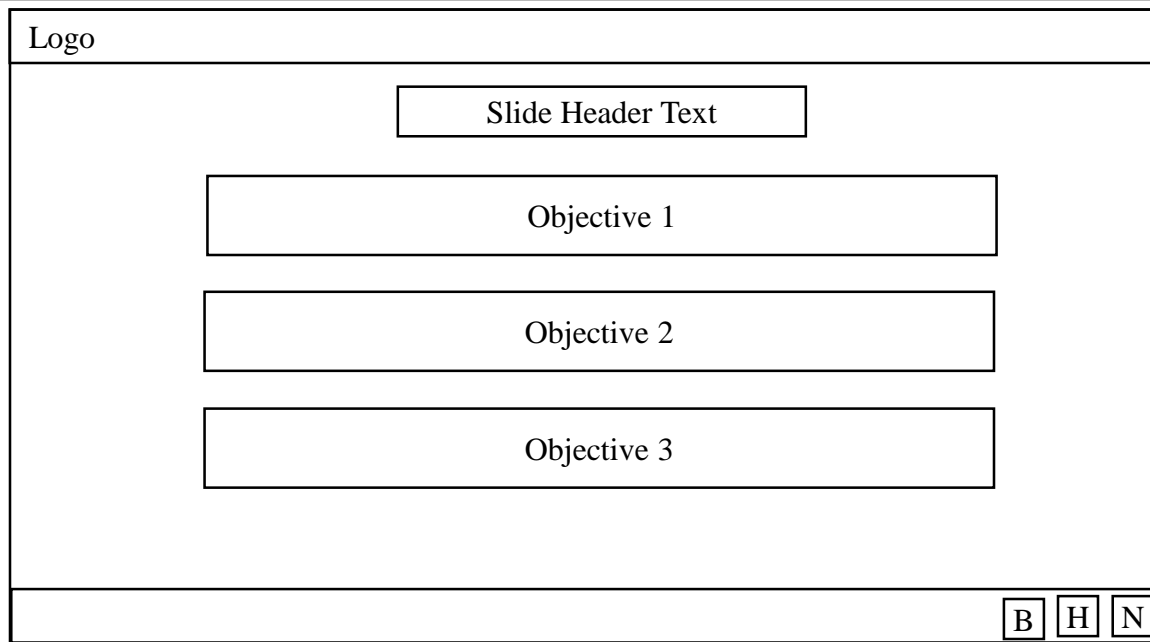 Logo
Slide Header Text
Objective 1
Objective 2
Objective 3
B H N